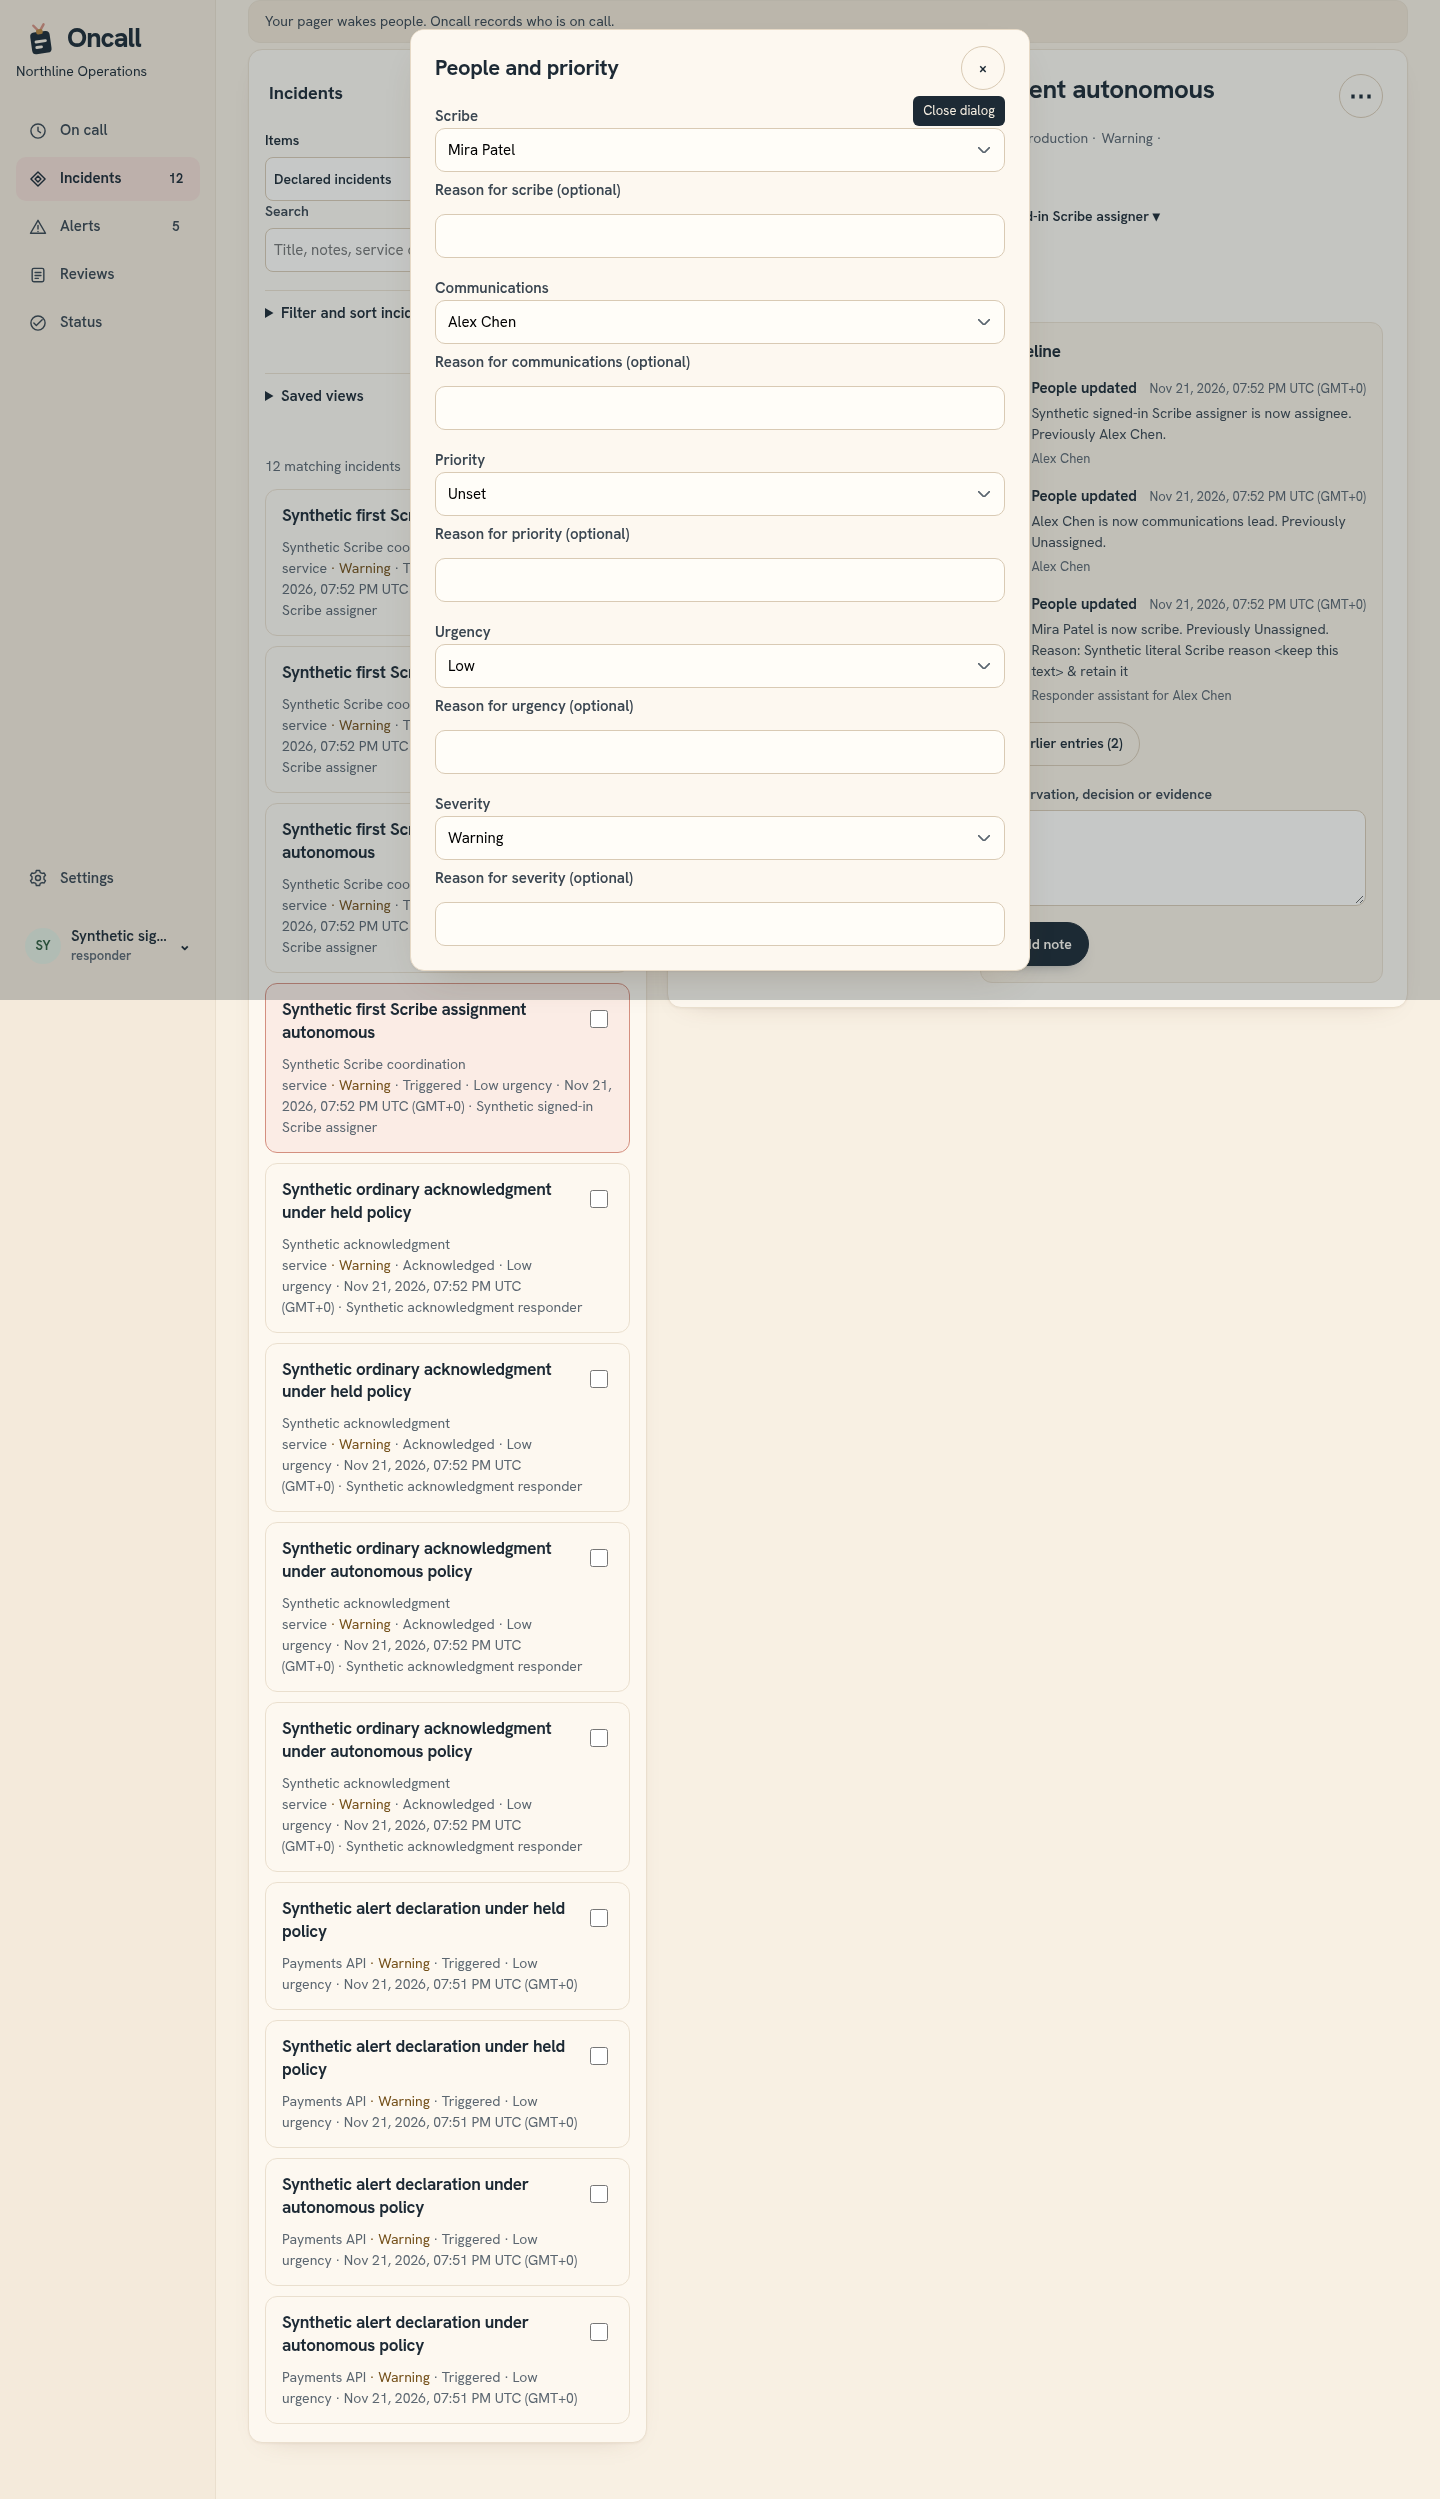 Oncall
Northline Operations
On call
Incidents 12
Alerts 5
Reviews
Status
Settings
SY
Synthetic sig...
responder
Your pager wakes people. Oncall records who is on call.
Incidents
Items
Declared incidents
Search
Title, notes, service
Filter and sort
Saved views
12 matching incidents
Synthetic first
Synthetic Scribe
service · Warning ·
2026, 07:52 PM UTC
Scribe assigner
Synthetic first
Synthetic Scribe
service · Warning ·
2026, 07:52 PM UTC
Scribe assigner
Synthetic first
autonomous
Synthetic Scribe
service · Warning ·
2026, 07:52 PM UTC
Scribe assigner
Synthetic first Scribe assignment
autonomous
Synthetic Scribe coordination
service · Warning · Triggered · Low urgency · Nov 21,
2026, 07:52 PM UTC (GMT+0) · Synthetic signed-in
Scribe assigner
Synthetic ordinary acknowledgment
under held policy
Synthetic acknowledgment
service · Warning · Acknowledged · Low
urgency · Nov 21, 2026, 07:52 PM UTC
(GMT+0) · Synthetic acknowledgment responder
Synthetic ordinary acknowledgment
under held policy
Synthetic acknowledgment
service · Warning · Acknowledged · Low
urgency · Nov 21, 2026, 07:52 PM UTC
(GMT+0) · Synthetic acknowledgment responder
Synthetic ordinary acknowledgment
under autonomous policy
Synthetic acknowledgment
service · Warning · Acknowledged · Low
urgency · Nov 21, 2026, 07:52 PM UTC
(GMT+0) · Synthetic acknowledgment responder
Synthetic ordinary acknowledgment
under autonomous policy
Synthetic acknowledgment
service · Warning · Acknowledged · Low
urgency · Nov 21, 2026, 07:52 PM UTC
(GMT+0) · Synthetic acknowledgment responder
Synthetic alert declaration under held
policy
Payments API · Warning · Triggered · Low
urgency · Nov 21, 2026, 07:51 PM UTC (GMT+0)
Synthetic alert declaration under held
policy
Payments API · Warning · Triggered · Low
urgency · Nov 21, 2026, 07:51 PM UTC (GMT+0)
Synthetic alert declaration under
autonomous policy
Payments API · Warning · Triggered · Low
urgency · Nov 21, 2026, 07:51 PM UTC (GMT+0)
Synthetic alert declaration under
autonomous policy
Payments API · Warning · Triggered · Low
urgency · Nov 21, 2026, 07:51 PM UTC (GMT+0)
People and priority
×
Close dialog
Scribe
Mira Patel
Reason for scribe (optional)
Communications
Alex Chen
Reason for communications (optional)
Priority
Unset
Reason for priority (optional)
Urgency
Low
Reason for urgency (optional)
Severity
Warning
Reason for severity (optional)
autonomous
· Warning ·
Scribe assigner ▾
People updated Nov 21, 2026, 07:52 PM UTC (GMT+0)
Synthetic signed-in Scribe assigner is now assignee.
Previously Alex Chen.
Alex Chen
People updated Nov 21, 2026, 07:52 PM UTC (GMT+0)
Alex Chen is now communications lead. Previously
Unassigned.
Alex Chen
People updated Nov 21, 2026, 07:52 PM UTC (GMT+0)
Mira Patel is now scribe. Previously Unassigned.
Reason: Synthetic literal Scribe reason <keep this
text> & retain it
Responder assistant for Alex Chen
entries (2)
decision or evidence
note